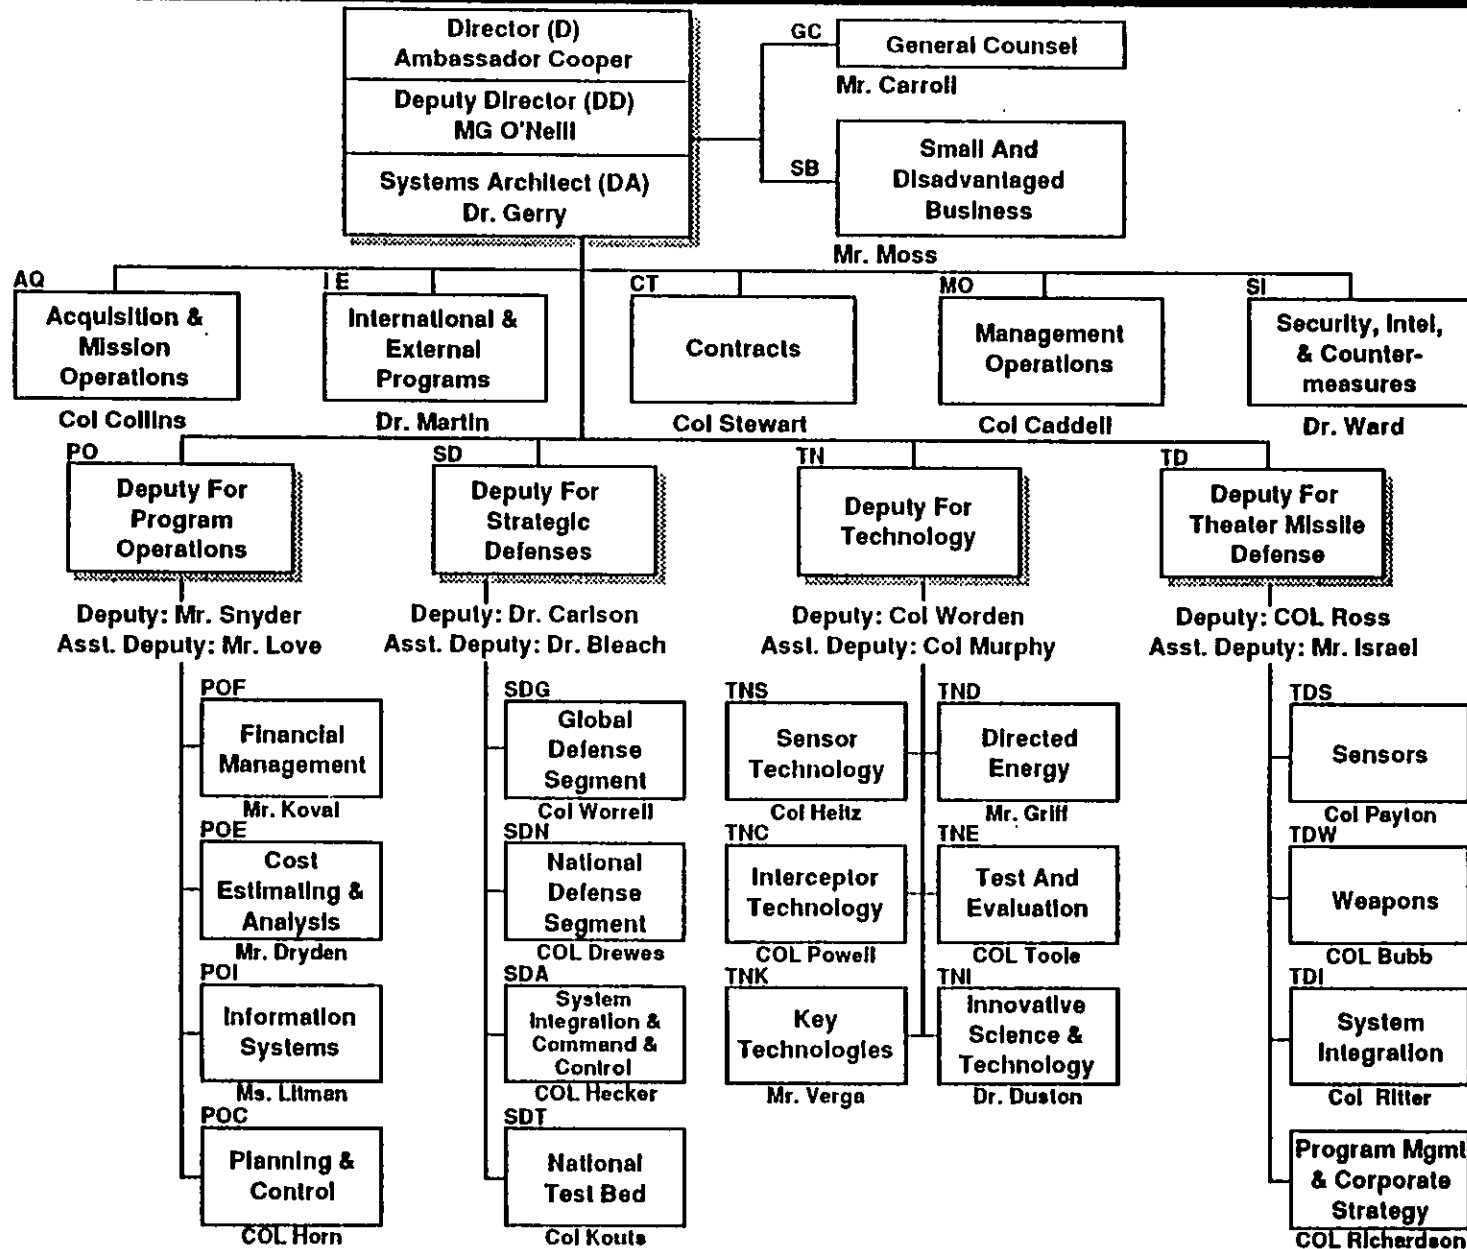 Director (D)
Ambassador Cooper
Deputy Director (DD)
MG O'Neill
Systems Architect (DA)
Dr. Gerry
GC
General Counsel
Mr. Carroll
SB
Small And
Disadvantaged
Business
Mr. Moss
AQ
Acquisition &
Mission
Operations
Col Collins
IE
International &
External
Programs
Dr. Martin
CT
Contracts
Col Stewart
MO
Management
Operations
Col Caddell
SI
Security, Intel,
& Counter-
measures
Dr. Ward
PO
Deputy For
Program
Operations
Deputy: Mr. Snyder
Asst. Deputy: Mr. Love
POF
Financial
Management
Mr. Koval
POE
Cost
Estimating &
Analysis
Mr. Dryden
POI
Information
Systems
Ms. Litman
POC
Planning &
Control
COL Horn
SD
Deputy For
Strategic
Defenses
Deputy: Dr. Carlson
Asst. Deputy: Dr. Bleach
SDG
Global
Defense
Segment
Col Worrell
SDN
National
Defense
Segment
COL Drewes
SDA
System
Integration &
Command &
Control
COL Hecker
SDT
National
Test Bed
Col Kouts
TN
Deputy For
Technology
Deputy: Col Worden
Asst. Deputy: Col Murphy
TNS
Sensor
Technology
Col Heitz
TNC
Interceptor
Technology
COL Powell
TNK
Key
Technologies
Mr. Verga
TND
Directed
Energy
Mr. Griff
TNE
Test And
Evaluation
COL Toole
TNI
Innovative
Science &
Technology
Dr. Duston
TD
Deputy For
Theater Missile
Defense
Deputy: COL Ross
Asst. Deputy: Mr. Israel
TDS
Sensors
Col Payton
TDW
Weapons
COL Bubb
TDI
System
Integration
Col Ritter
Program Mgmt
& Corporate
Strategy
COL Richardson